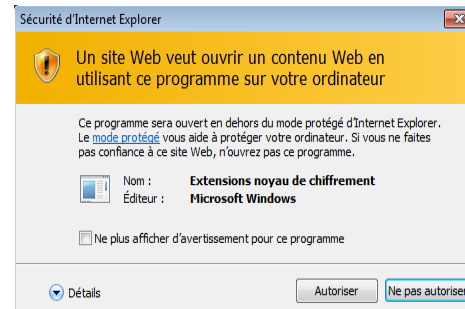 Sécurité d'Internet Explorer
Un site Web veut ouvrir un contenu Web en
utilisant ce programme sur votre ordinateur
Ce programme sera ouvert en dehors du mode protégé d'Internet Explorer.
Le mode protégé vous aide à protéger votre ordinateur. Si vous ne faites
pas confiance à ce site Web, n'ouvrez pas ce programme.
Nom : Extensions noyau de chiffrement
Éditeur : Microsoft Windows
Ne plus afficher d'avertissement pour ce programme
Détails Autoriser Ne pas autoriser